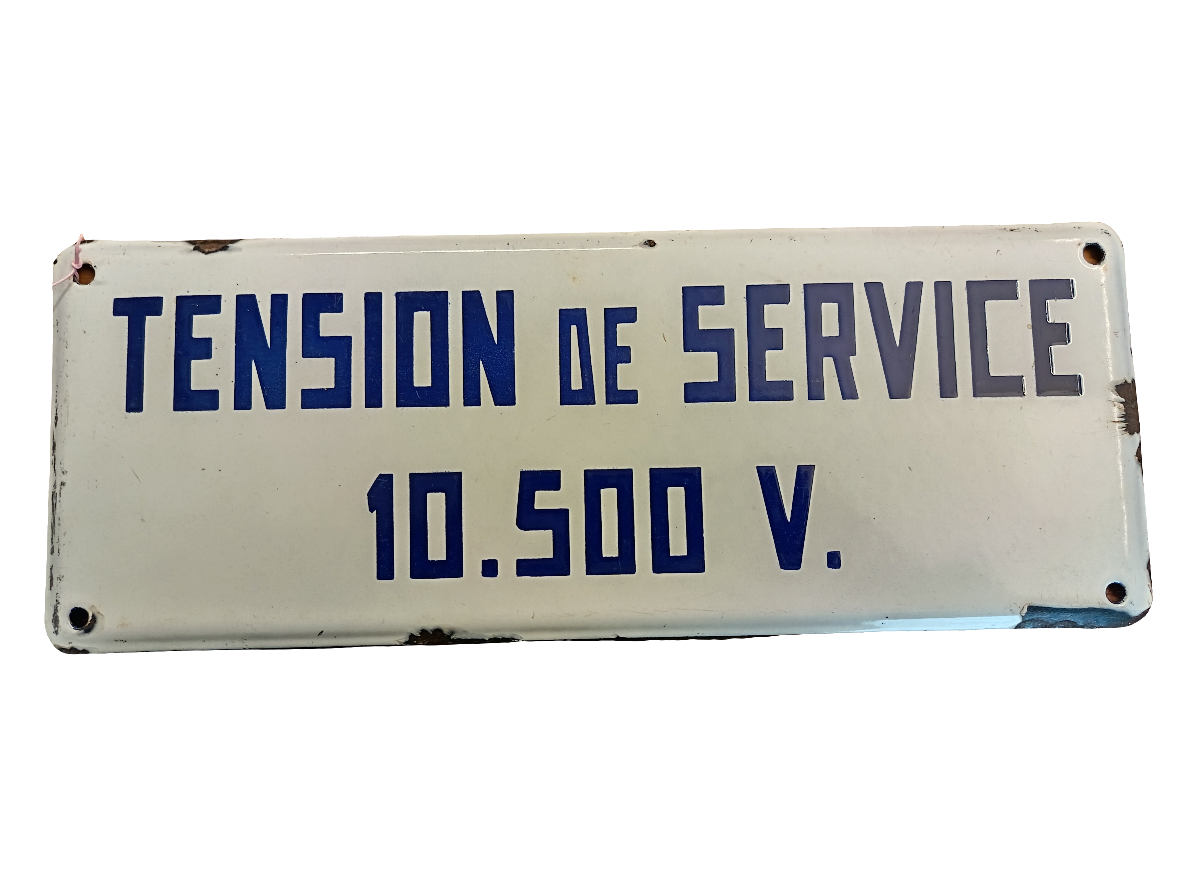 TENSION DE SERVICE
10.500 V.